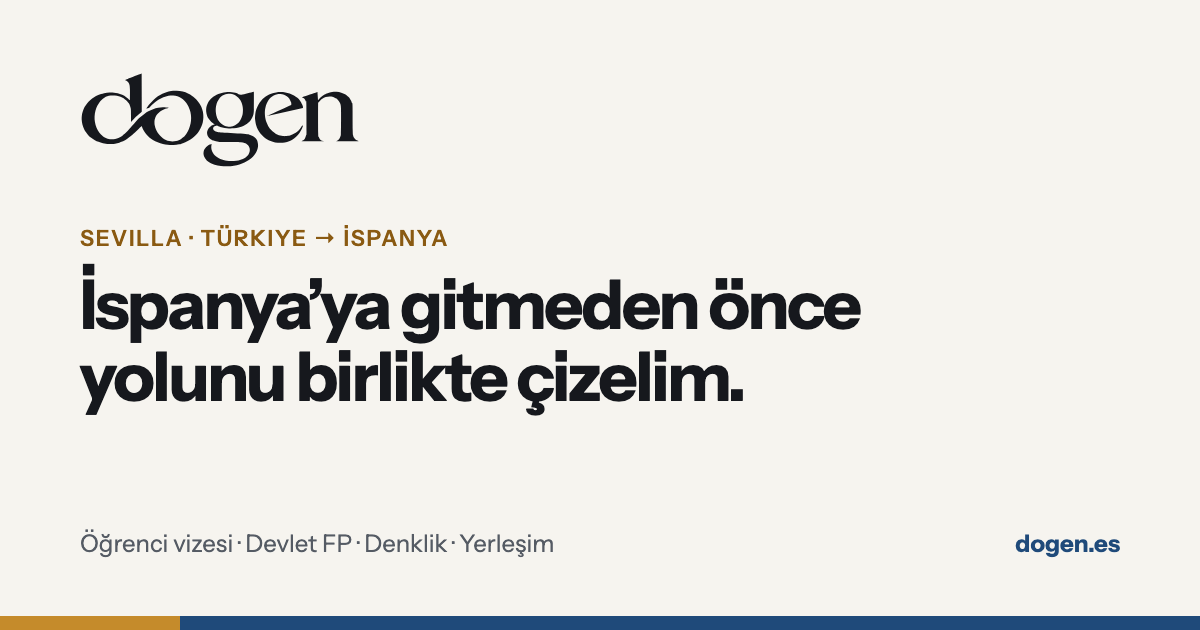 dogen
SEVILLA · TÜRKIYE → İSPANYA
İspanya’ya gitmeden önce
yolunu birlikte çizelim.
Öğrenci vizesi · Devlet FP · Denklik · Yerleşim
dogen.es